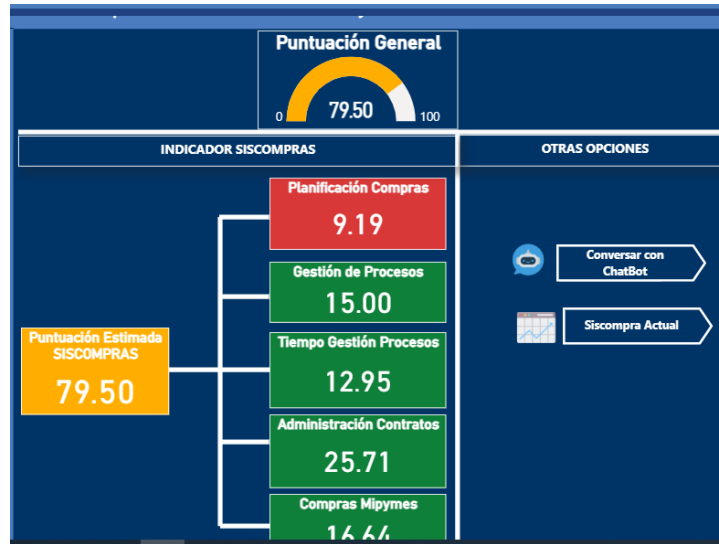 Puntuación General
79.50
0
100
INDICADOR SISCOMPRAS
OTRAS OPCIONES
Planificación Compras
9.19
Gestión de Procesos
15.00
Puntuación Estimada
SISCOMPRAS
79.50
Tiempo Gestión Procesos
12.95
Administración Contratos
25.71
Compras Mipymes
16.64
Conversar con
ChatBot
Siscompra Actual